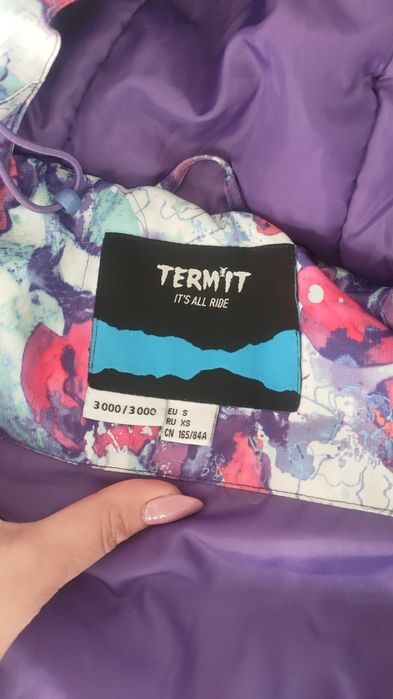 TERMIT
IT'S ALL RIDE
3000/3000
EU S
RU XS
CN 165/84A